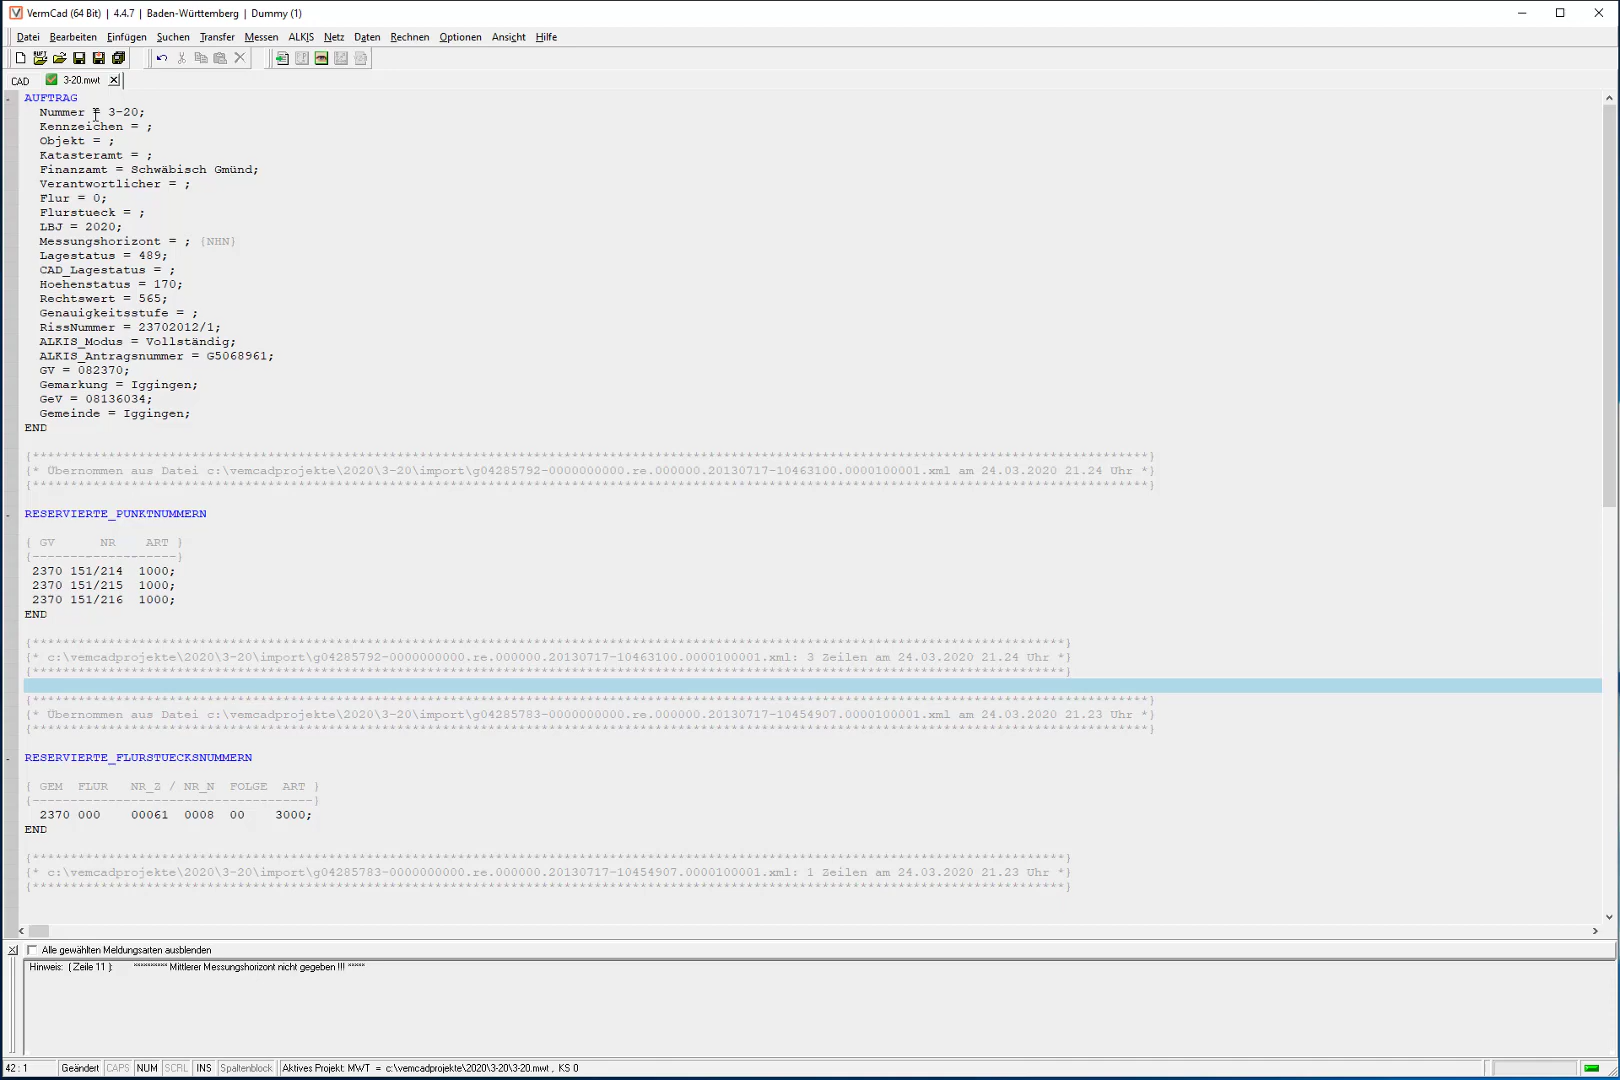 VermCad (64 Bit) | 4.4.7 | Baden-Württemberg | Dummy (1)
Datei Bearbeiten Einfügen Suchen Transfer Messen ALKIS Netz Daten Rechnen Optionen Ansicht Hilfe
CAD 3-20.mwt
AUFTRAG
Nummer = 3-20;
Kennzeichen = ;
Objekt = ;
Katasteramt = ;
Finanzamt = Schwäbisch Gmünd;
Verantwortlicher = ;
Flur = 0;
Flurstueck = ;
LBJ = 2020;
Messungshorizont = ; {NHN}
Lagestatus = 489;
CAD_Lagestatus = ;
Hoehenstatus = 170;
Rechtswert = 565;
Genauigkeitsstufe = ;
RissNummer = 23702012/1;
ALKIS_Modus = Vollständig;
ALKIS_Antragsnummer = G5068961;
GV = 082370;
Gemarkung = Iggingen;
GeV = 08136034;
Gemeinde = Iggingen;
END
{* Übernommen aus Datei c:\vemcadprojekte\2020\3-20\import\g04285792-0000000000.re.000000.20130717-10463100.0000100001.xml am 24.03.2020 21.24 Uhr *}
RESERVIERTE_PUNKTNUMMERN
{ GV NR ART }
{-------------------}
2370 151/214 1000;
2370 151/215 1000;
2370 151/216 1000;
END
{* c:\vemcadprojekte\2020\3-20\import\g04285792-0000000000.re.000000.20130717-10463100.0000100001.xml: 3 Zeilen am 24.03.2020 21.24 Uhr *}
{* Übernommen aus Datei c:\vemcadprojekte\2020\3-20\import\g04285783-0000000000.re.000000.20130717-10454907.0000100001.xml am 24.03.2020 21.23 Uhr *}
RESERVIERTE_FLURSTUECKSNUMMERN
{ GEM FLUR NR_Z / NR_N FOLGE ART }
{-------------------------------------}
2370 000 00061 0008 00 3000;
END
{* c:\vemcadprojekte\2020\3-20\import\g04285783-0000000000.re.000000.20130717-10454907.0000100001.xml: 1 Zeilen am 24.03.2020 21.23 Uhr *}
Alle gewählten Meldungsarten ausblenden
Hinweis: ( Zeile 11 ): ********* Mittlerer Messungshorizont nicht gegeben !!! *****
42 : 1 Geändert CAPS NUM SCRL INS Spaltenblock Aktives Projekt: MWT = c:\vemcadprojekte\2020\3-20\3-20.mwt , KS 0